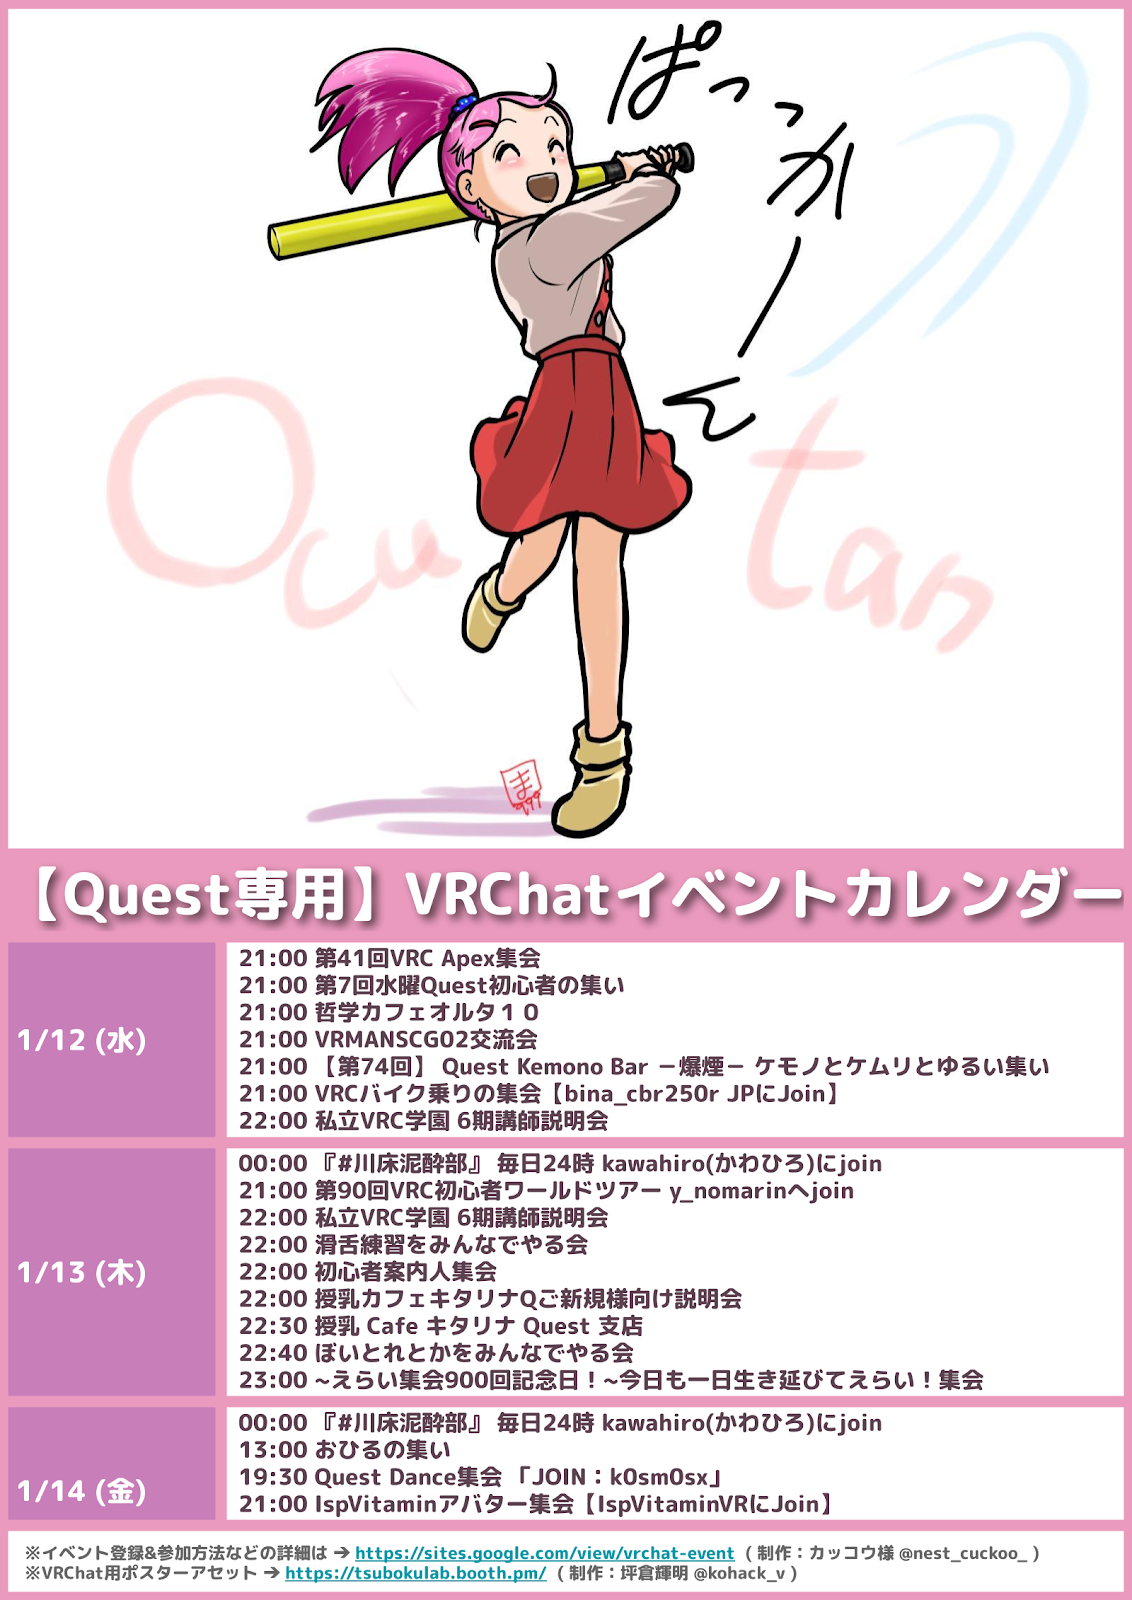 ぱっっかーん
Ocu tan
ま
999
【Quest専用】VRChatイベントカレンダー
1/12 (水)
21:00 第41回VRC Apex集会
21:00 第7回水曜Quest初心者の集い
21:00 哲学カフェオルタ１０
21:00 VRMANSCG02交流会
21:00 【第74回】 Quest Kemono Bar －爆煙－ ケモノとケムリとゆるい集い
21:00 VRCバイク乗りの集会【bina_cbr250r JPにJoin】
22:00 私立VRC学園 6期講師説明会
1/13 (木)
00:00 『#川床泥酔部』 毎日24時 kawahiro(かわひろ)にjoin
21:00 第90回VRC初心者ワールドツアー y_nomarinへjoin
22:00 私立VRC学園 6期講師説明会
22:00 滑舌練習をみんなでやる会
22:00 初心者案内人集会
22:00 授乳カフェキタリナQご新規様向け説明会
22:30 授乳 Cafe キタリナ Quest 支店
22:40 ぼいとれとかをみんなでやる会
23:00 ~えらい集会900回記念日！~今日も一日生き延びてえらい！集会
1/14 (金)
00:00 『#川床泥酔部』 毎日24時 kawahiro(かわひろ)にjoin
13:00 おひるの集い
19:30 Quest Dance集会 「JOIN：k0sm0sx」
21:00 IspVitaminアバター集会【IspVitaminVRにJoin】
※イベント登録&参加方法などの詳細は ➔ https://sites.google.com/view/vrchat-event ( 制作：カッコウ様 @nest_cuckoo_ )
※VRChat用ポスターアセット ➔ https://tsubokulab.booth.pm/ ( 制作：坪倉輝明 @kohack_v )